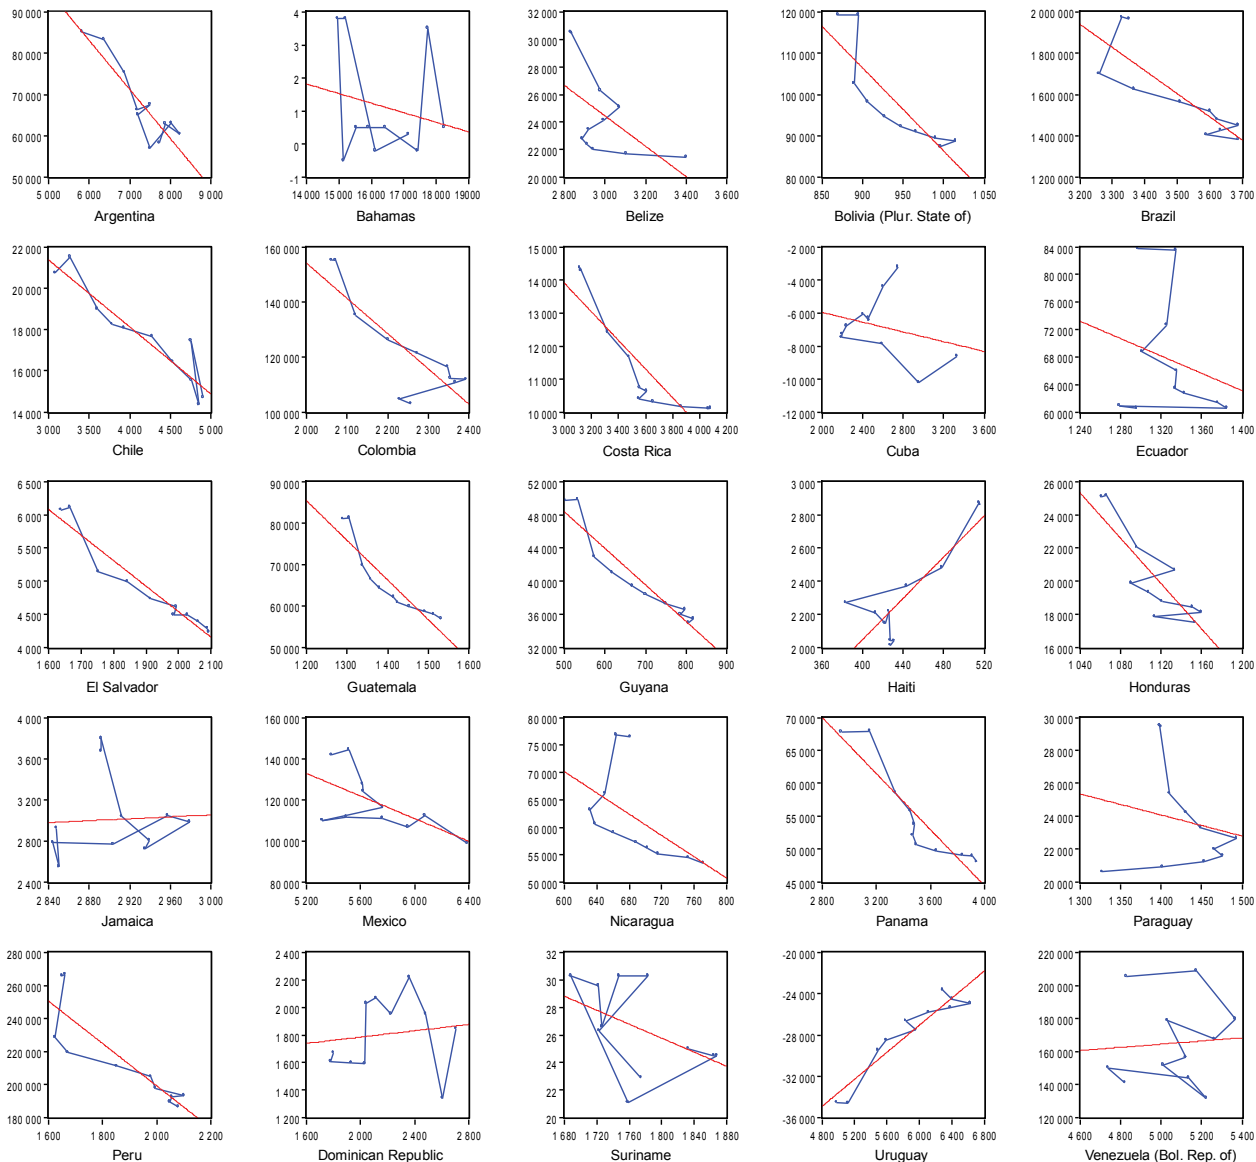 90 000
80 000
70 000
60 000
50 000
5 000 6 000 7 000 8 000 9 000
Argentina
4
3
2
1
0
-1
14 000 15 000 16 000 17 000 18 000 19 000
Bahamas
32 000
30 000
28 000
26 000
24 000
22 000
20 000
2 800 3 000 3 200 3 400 3 600
Belize
120 000
110 000
100 000
90 000
80 000
850 950 1 050
Bolivia (Plur. State of)
2 000 000
1 800 000
1 600 000
1 400 000
1 200 000
3 200 3 300 3 400 3 500 3 600 3 700
Brazil
22 000
20 000
18 000
16 000
14 000
3 000 3 500 4 000 4 500 5 000
Chile
160 000
140 000
120 000
100 000
2 000 2 100 2 200 2 300 2 400
Colombia
15 000
14 000
13 000
12 000
11 000
10 000
3 000 3 200 3 400 3 600 3 800 4 000 4 200
Costa Rica
-2 000
-4 000
-6 000
-8 000
-10 000
-12 000
2 000 2 400 2 800 3 200 3 600
Cuba
84 000
80 000
76 000
72 000
68 000
64 000
60 000
1 240 1 280 1 320 1 360 1 400
Ecuador
6 500
6 000
5 500
5 000
4 500
4 000
1 600 1 700 1 800 1 900 2 000 2 100
El Salvador
90 000
80 000
70 000
60 000
50 000
1 200 1 300 1 400 1 500 1 600
Guatemala
52 000
48 000
44 000
40 000
36 000
32 000
500 600 700 800 900
Guyana
3 000
2 800
2 600
2 400
2 200
2 000
360 400 440 480 520
Haiti
26 000
24 000
22 000
20 000
18 000
16 000
1 040 1 080 1 120 1 160 1 200
Honduras
4 000
3 600
3 200
2 800
2 400
2 840 2 880 2 920 2 960 3 000
Jamaica
160 000
140 000
120 000
100 000
80 000
5 200 5 600 6 000 6 400
Mexico
80 000
75 000
70 000
65 000
60 000
55 000
50 000
600 640 680 720 760 800
Nicaragua
70 000
65 000
60 000
55 000
50 000
45 000
2 800 3 200 3 600 4 000
Panama
30 000
28 000
26 000
24 000
22 000
20 000
1 300 1 350 1 400 1 450 1 500
Paraguay
280 000
260 000
240 000
220 000
200 000
180 000
1 600 1 800 2 000 2 200
Peru
2 400
2 200
2 000
1 800
1 600
1 400
1 200
1 600 2 000 2 400 2 800
Dominican Republic
32
30
28
26
24
22
20
1 680 1 720 1 760 1 800 1 840 1 880
Suriname
-20 000
-24 000
-28 000
-32 000
-36 000
4 800 5 200 5 600 6 000 6 400 6 800
Uruguay
220 000
200 000
180 000
160 000
140 000
120 000
4 600 4 800 5 000 5 200 5 400
Venezuela (Bol. Rep. of)